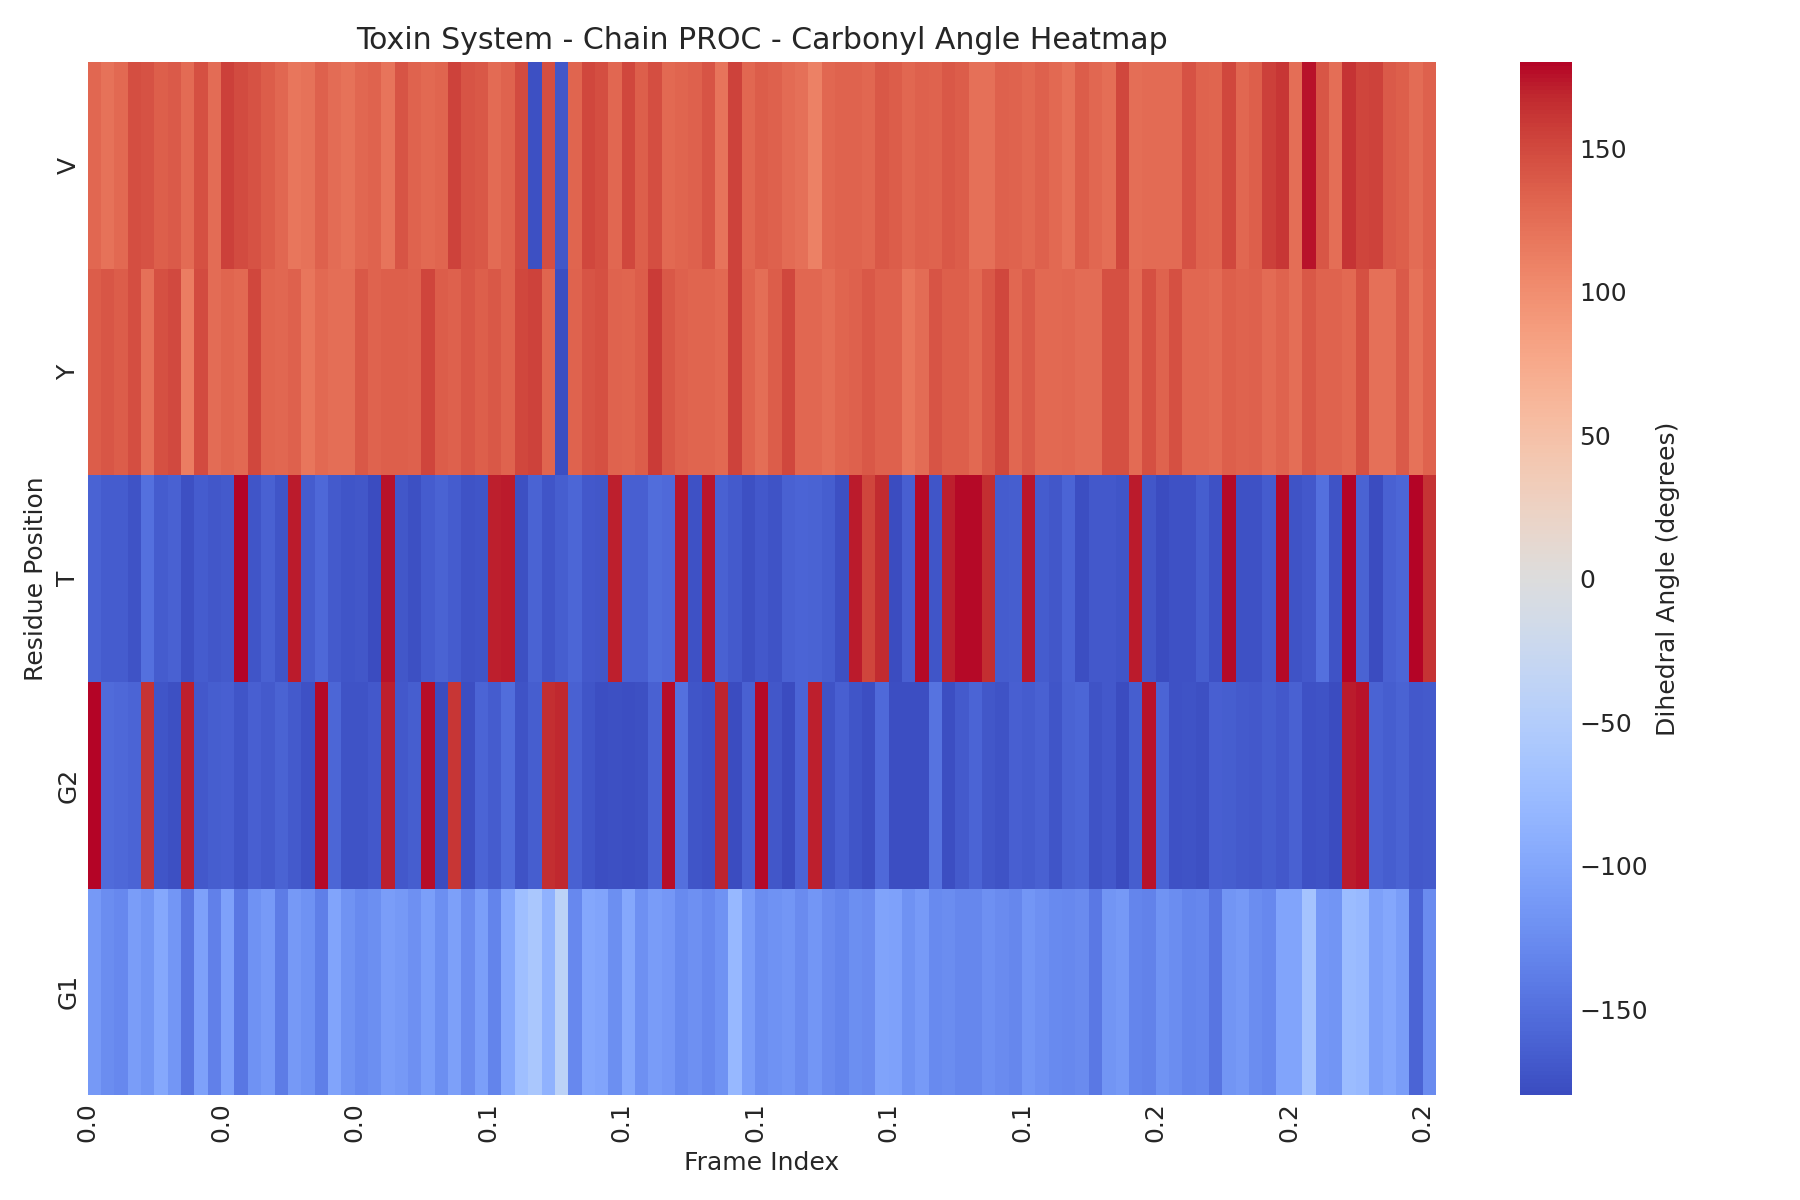 Toxin System - Chain PROC - Carbonyl Angle Heatmap
V
Y
T
G2
G1
Residue Position
0.0
0.0
0.0
0.1
0.1
0.1
0.1
0.1
0.2
0.2
0.2
Frame Index
150
100
50
0
−50
−100
−150
Dihedral Angle (degrees)